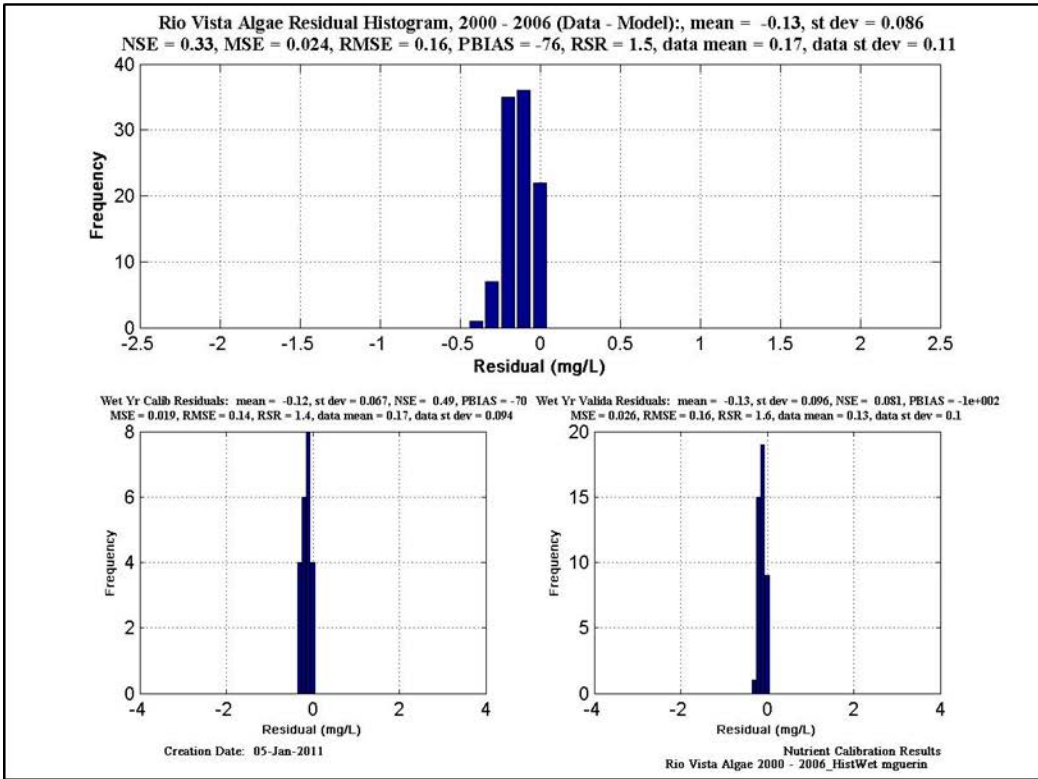 Rio Vista Algae Residual Histogram, 2000 - 2006 (Data - Model):, mean = -0.13, st dev = 0.086
NSE = 0.33, MSE = 0.024, RMSE = 0.16, PBIAS = -76, RSR = 1.5, data mean = 0.17, data st dev = 0.11
40
30
20
10
0
Frequency
-2.5 -2 -1.5 -1 -0.5 0 0.5 1 1.5 2 2.5
Residual (mg/L)
Wet Yr Calib Residuals: mean = -0.12, st dev = 0.067, NSE = 0.49, PBIAS = -70
MSE = 0.019, RMSE = 0.14, RSR = 1.4, data mean = 0.17, data st dev = 0.094
8
6
4
2
0
Frequency
-4 -2 0 2 4
Residual (mg/L)
Wet Yr Valida Residuals: mean = -0.13, st dev = 0.096, NSE = 0.081, PBIAS = -1e+002
MSE = 0.026, RMSE = 0.16, RSR = 1.6, data mean = 0.13, data st dev = 0.1
20
15
10
5
0
Frequency
-4 -2 0 2 4
Residual (mg/L)
Creation Date: 05-Jan-2011
Nutrient Calibration Results
Rio Vista Algae 2000 - 2006_HistWet mguerin